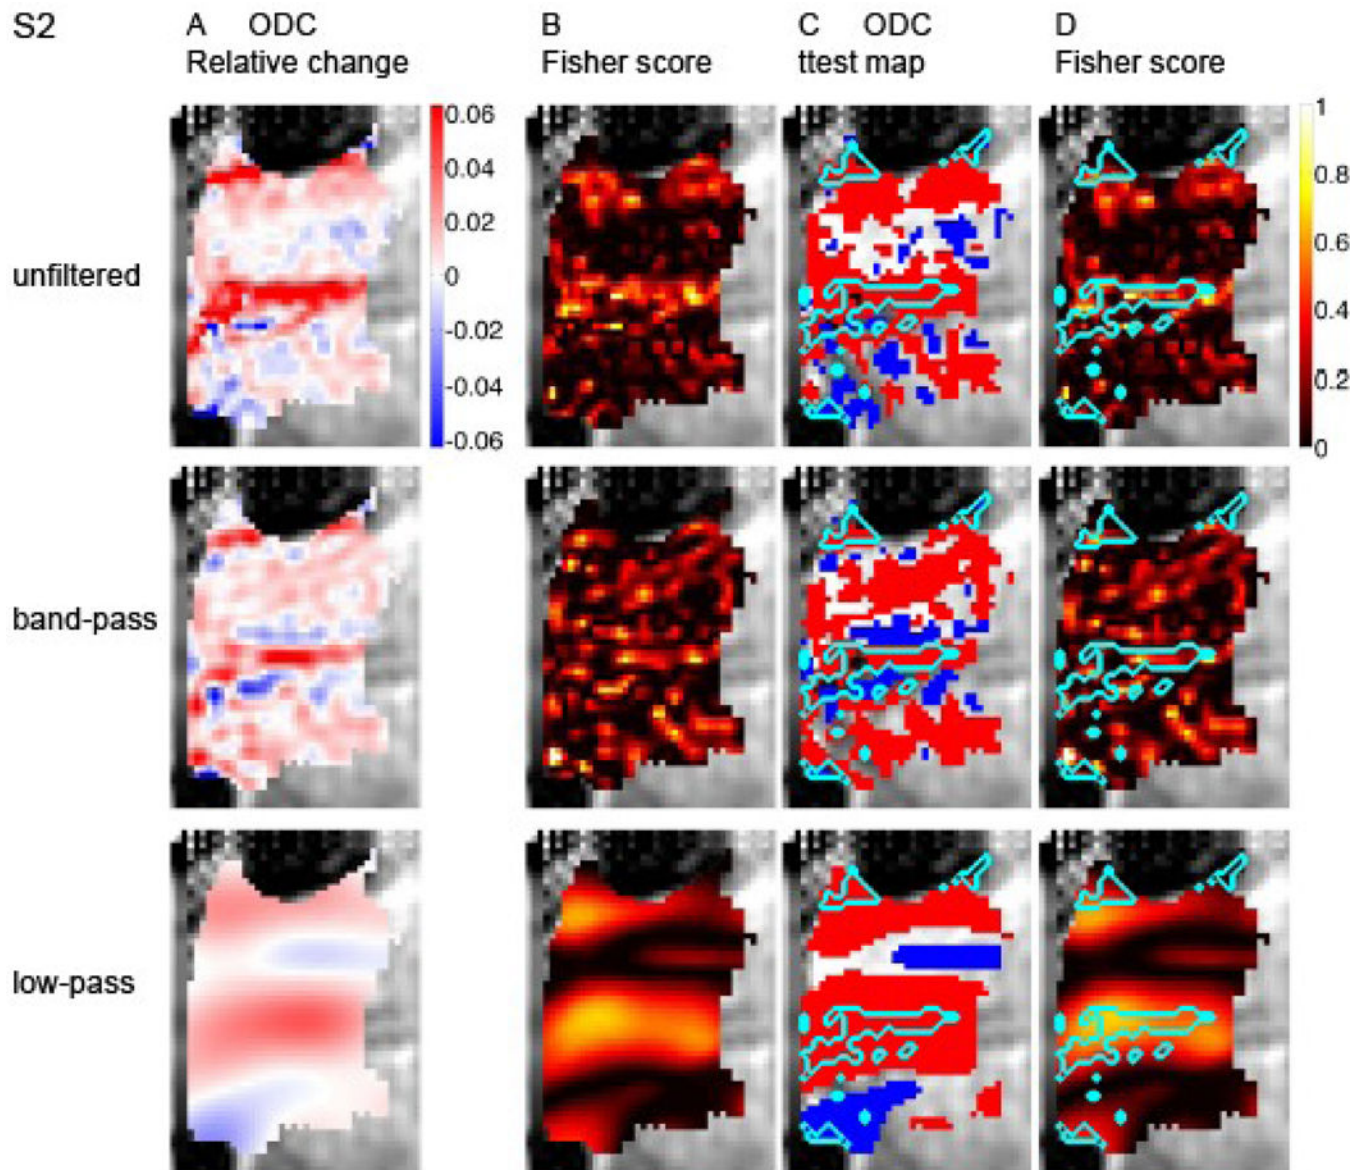 S2
A ODC
Relative change
B
Fisher score
C ODC
ttest map
D
Fisher score
unfiltered
0.06
0.04
0.02
0
-0.02
-0.04
-0.06
1
0.8
0.6
0.4
0.2
0
band-pass
low-pass